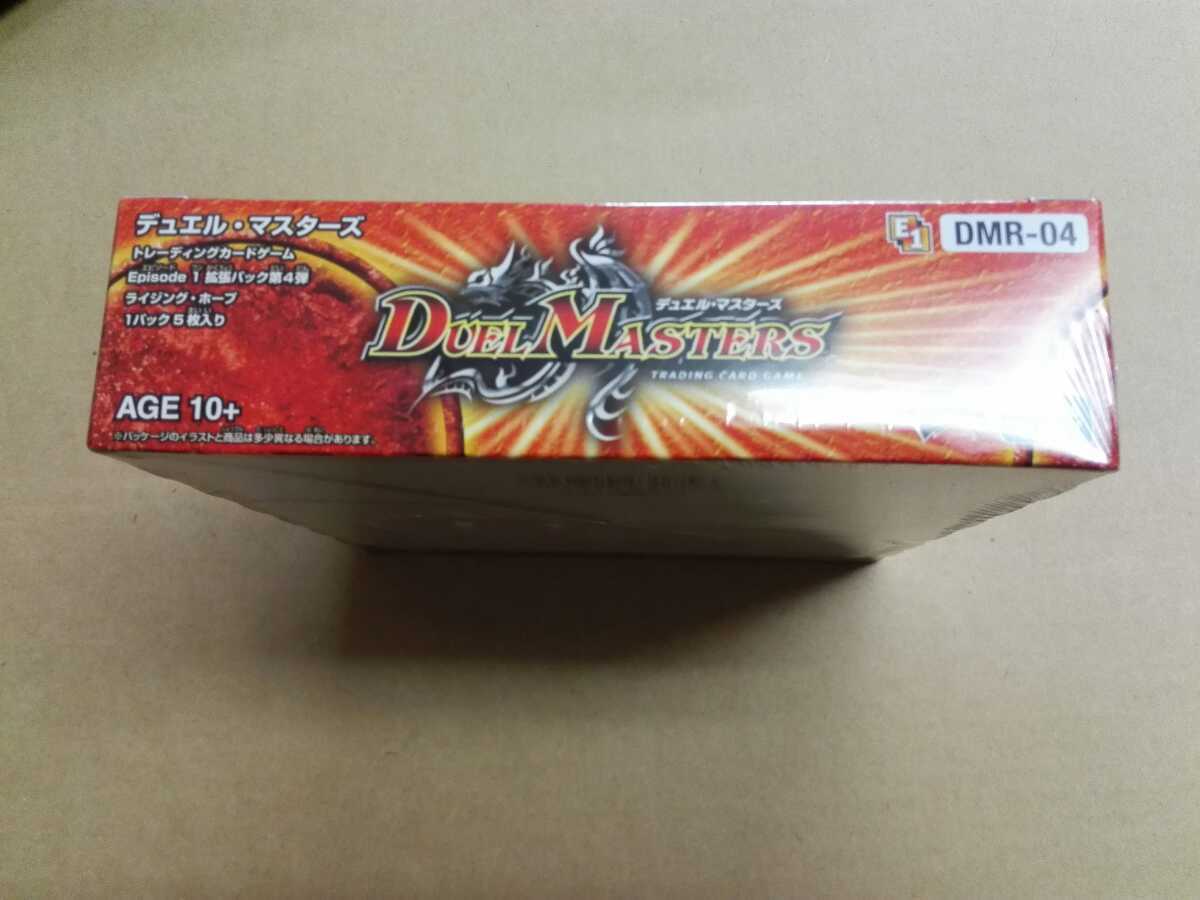 デュエル・マスターズ
トレーディングカードゲーム
Episode 1 拡張パック第4弾
ライジング・ホープ
1パック5枚入り
AGE 10+
※パッケージのイラストと商品は多少異なる場合があります。
デュエル・マスターズ
DUEL MASTERS
TRADING CARD GAME
E1
DMR-04